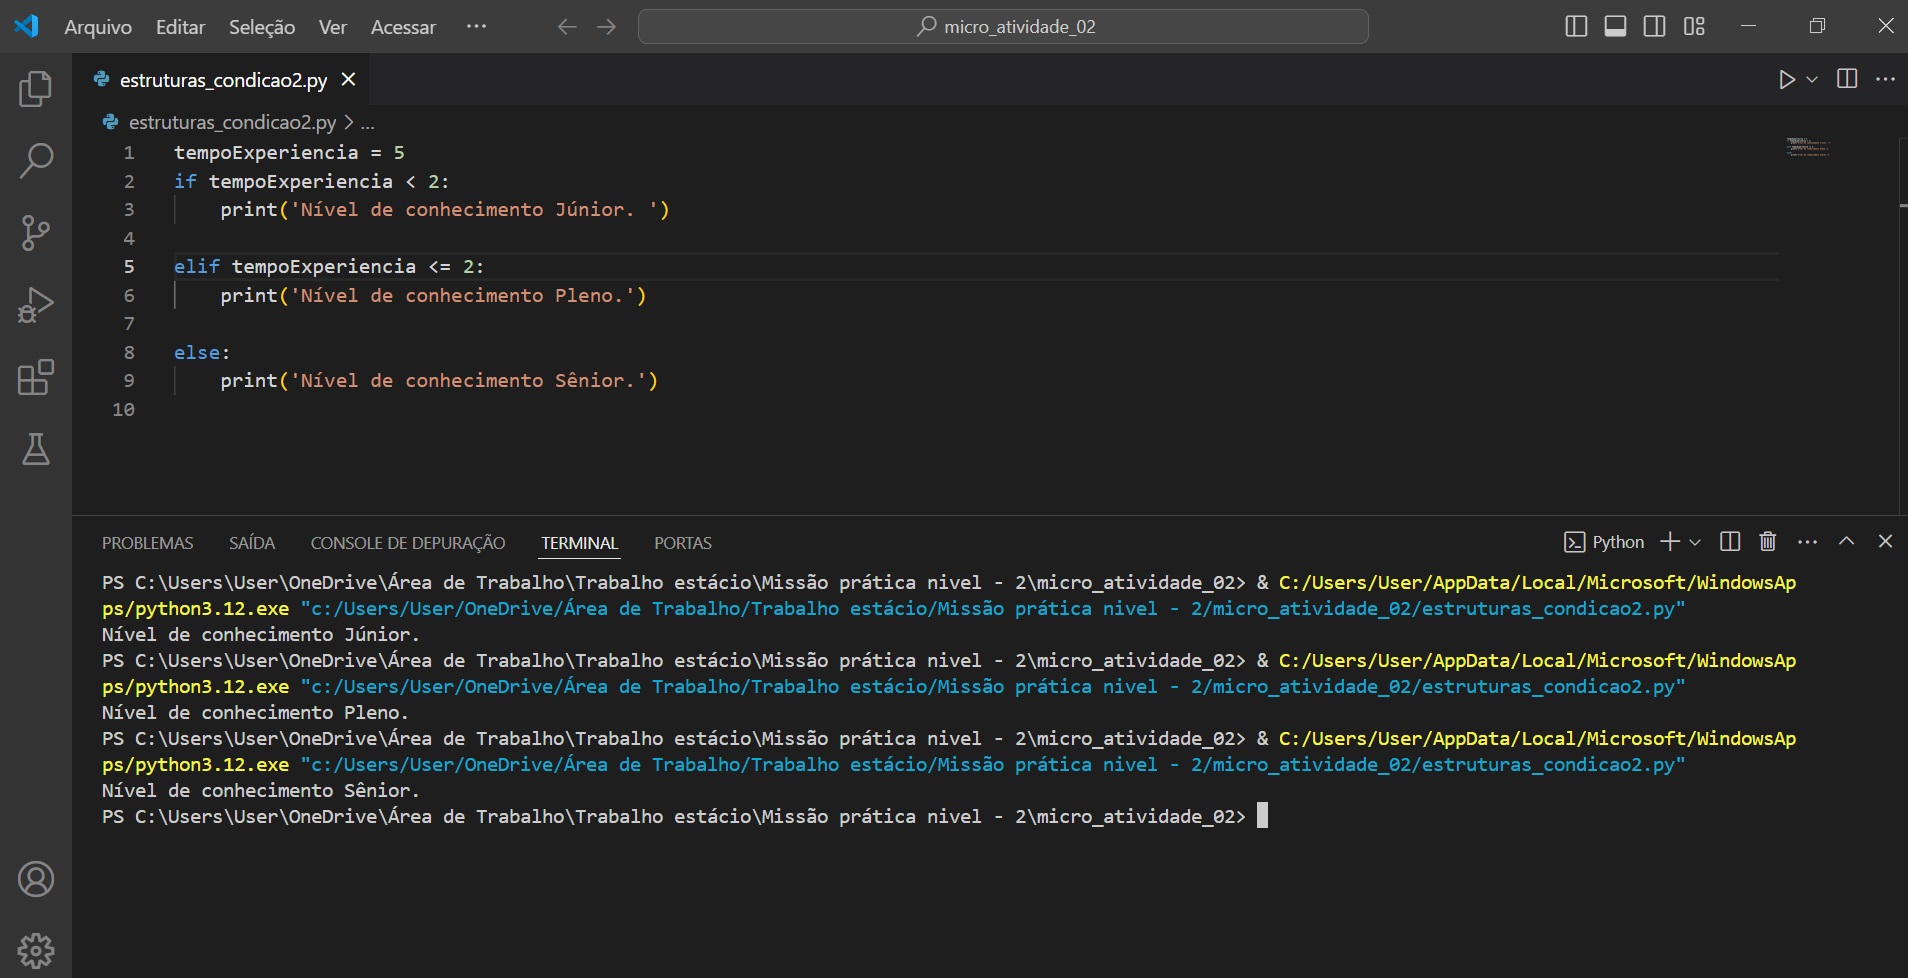 Arquivo Editar Seleção Ver Acessar ··· micro_atividade_02
estruturas_condicao2.py
estruturas_condicao2.py > ...
1 tempoExperiencia = 5
2 if tempoExperiencia < 2:
3 print('Nível de conhecimento Júnior. ')
4
5 elif tempoExperiencia <= 2:
6 print('Nível de conhecimento Pleno.')
7
8 else:
9 print('Nível de conhecimento Sênior.')
10
PROBLEMAS SAÍDA CONSOLE DE DEPURAÇÃO TERMINAL PORTAS Python
PS C:\Users\User\OneDrive\Área de Trabalho\Trabalho estácio\Missão prática nivel - 2\micro_atividade_02> & C:/Users/User/AppData/Local/Microsoft/WindowsAp
ps/python3.12.exe "c:/Users/User/OneDrive/Área de Trabalho/Trabalho estácio/Missão prática nivel - 2/micro_atividade_02/estruturas_condicao2.py"
Nível de conhecimento Júnior.
PS C:\Users\User\OneDrive\Área de Trabalho\Trabalho estácio\Missão prática nivel - 2\micro_atividade_02> & C:/Users/User/AppData/Local/Microsoft/WindowsAp
ps/python3.12.exe "c:/Users/User/OneDrive/Área de Trabalho/Trabalho estácio/Missão prática nivel - 2/micro_atividade_02/estruturas_condicao2.py"
Nível de conhecimento Pleno.
PS C:\Users\User\OneDrive\Área de Trabalho\Trabalho estácio\Missão prática nivel - 2\micro_atividade_02> & C:/Users/User/AppData/Local/Microsoft/WindowsAp
ps/python3.12.exe "c:/Users/User/OneDrive/Área de Trabalho/Trabalho estácio/Missão prática nivel - 2/micro_atividade_02/estruturas_condicao2.py"
Nível de conhecimento Sênior.
PS C:\Users\User\OneDrive\Área de Trabalho\Trabalho estácio\Missão prática nivel - 2\micro_atividade_02>